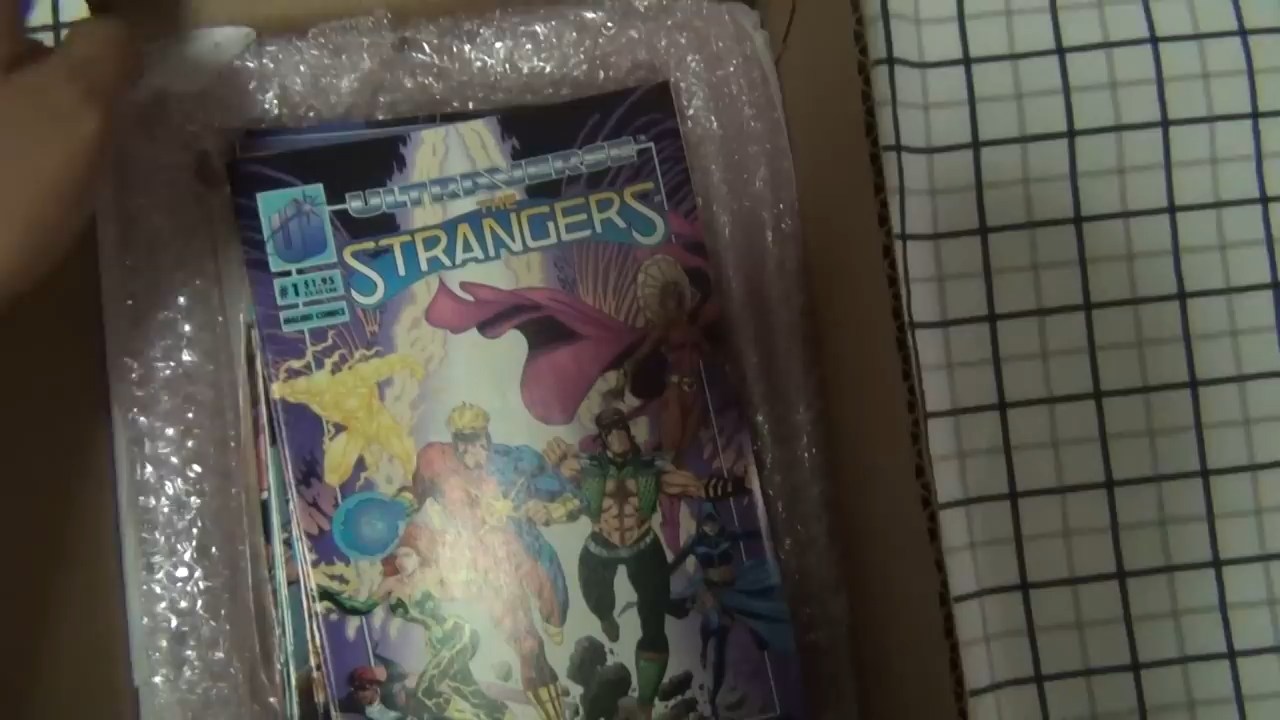 ULTRAVERSE
THE
STRANGERS
#1 $1.95
MALIBU COMICS